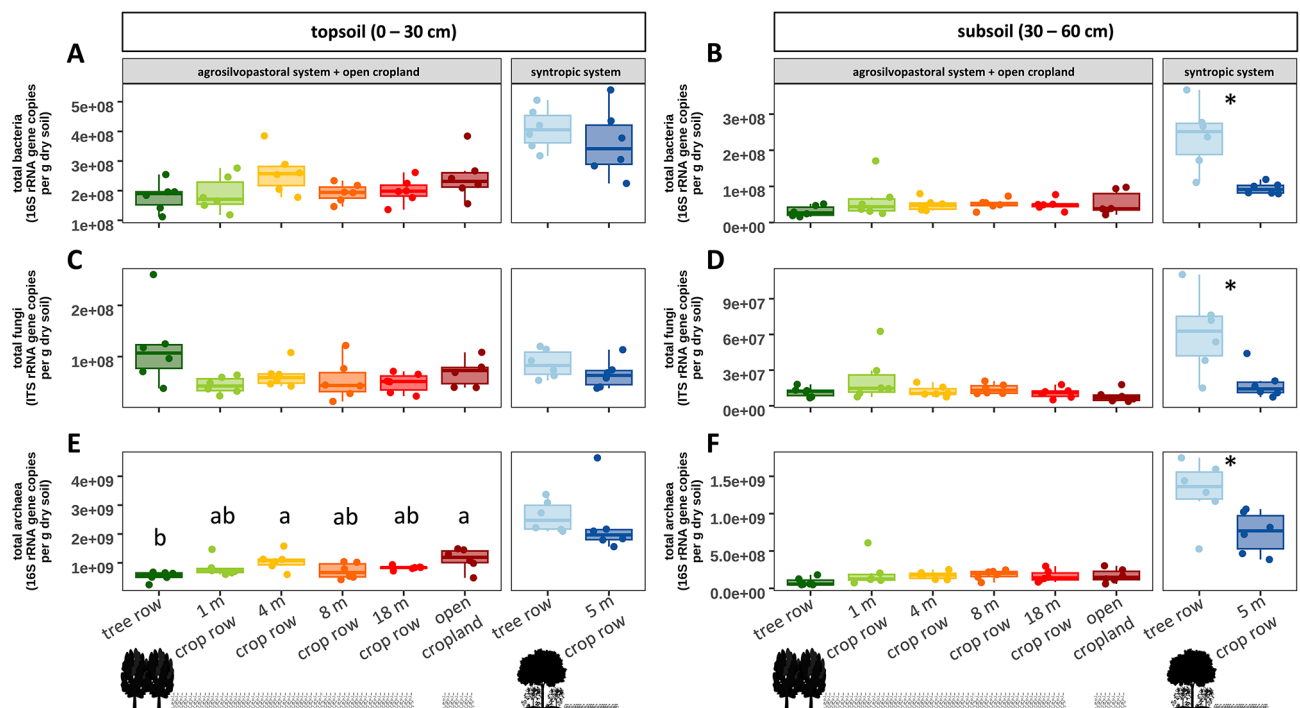 topsoil (0 – 30 cm)
subsoil (30 – 60 cm)
A
agrosilvopastoral system + open cropland
syntropic system
total bacteria
(16S rRNA gene copies
per g dry soil)
5e+08
4e+08
3e+08
2e+08
1e+08
B
agrosilvopastoral system + open cropland
syntropic system
total bacteria
(16S rRNA gene copies
per g dry soil)
3e+08
2e+08
1e+08
0e+00
*
C
total fungi
(ITS rRNA gene copies
per g dry soil)
2e+08
1e+08
D
total fungi
(ITS rRNA gene copies
per g dry soil)
9e+07
6e+07
3e+07
0e+00
*
E
total archaea
(16S rRNA gene copies
per g dry soil)
4e+09
3e+09
2e+09
1e+09
b
ab
a
ab
ab
a
F
total archaea
(16S rRNA gene copies
per g dry soil)
1.5e+09
1.0e+09
5.0e+08
0.0e+00
*
tree row
1 m
crop row
4 m
crop row
8 m
crop row
18 m
crop row
open
cropland
tree row
5 m
crop row
tree row
1 m
crop row
4 m
crop row
8 m
crop row
18 m
crop row
open
cropland
tree row
5 m
crop row